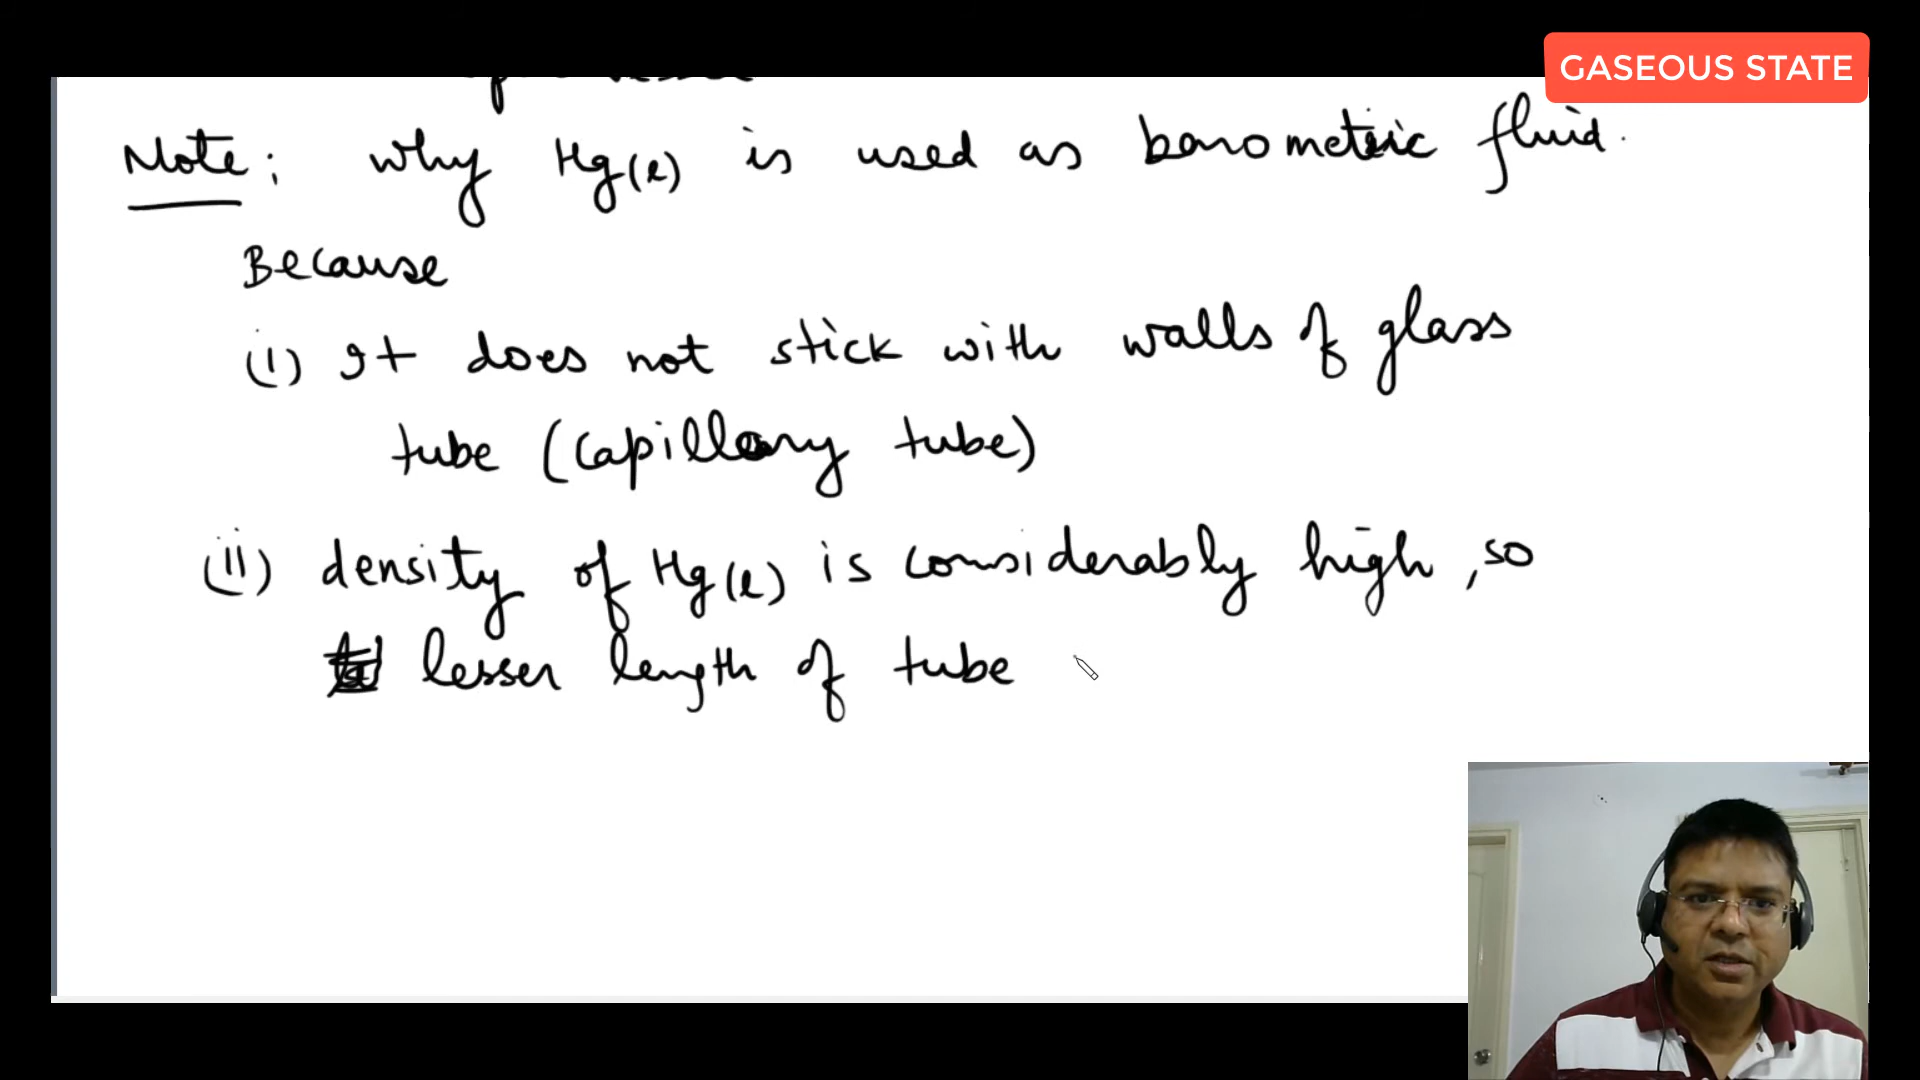 GASEOUS STATE
Note: why Hg(l) is used as barometric fluid.
Because
(i) It does not stick with walls of glass
tube (capillary tube)
(ii) density of Hg(l) is considerably high, so
lesser length of tube